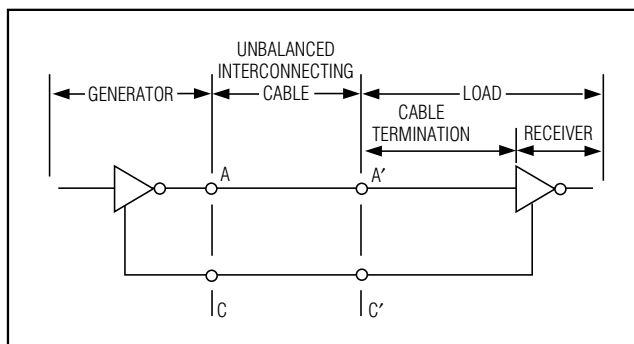 UNBALANCED
INTERCONNECTING
CABLE
GENERATOR
LOAD
CABLE
TERMINATION
RECEIVER
A
A′
C
C′